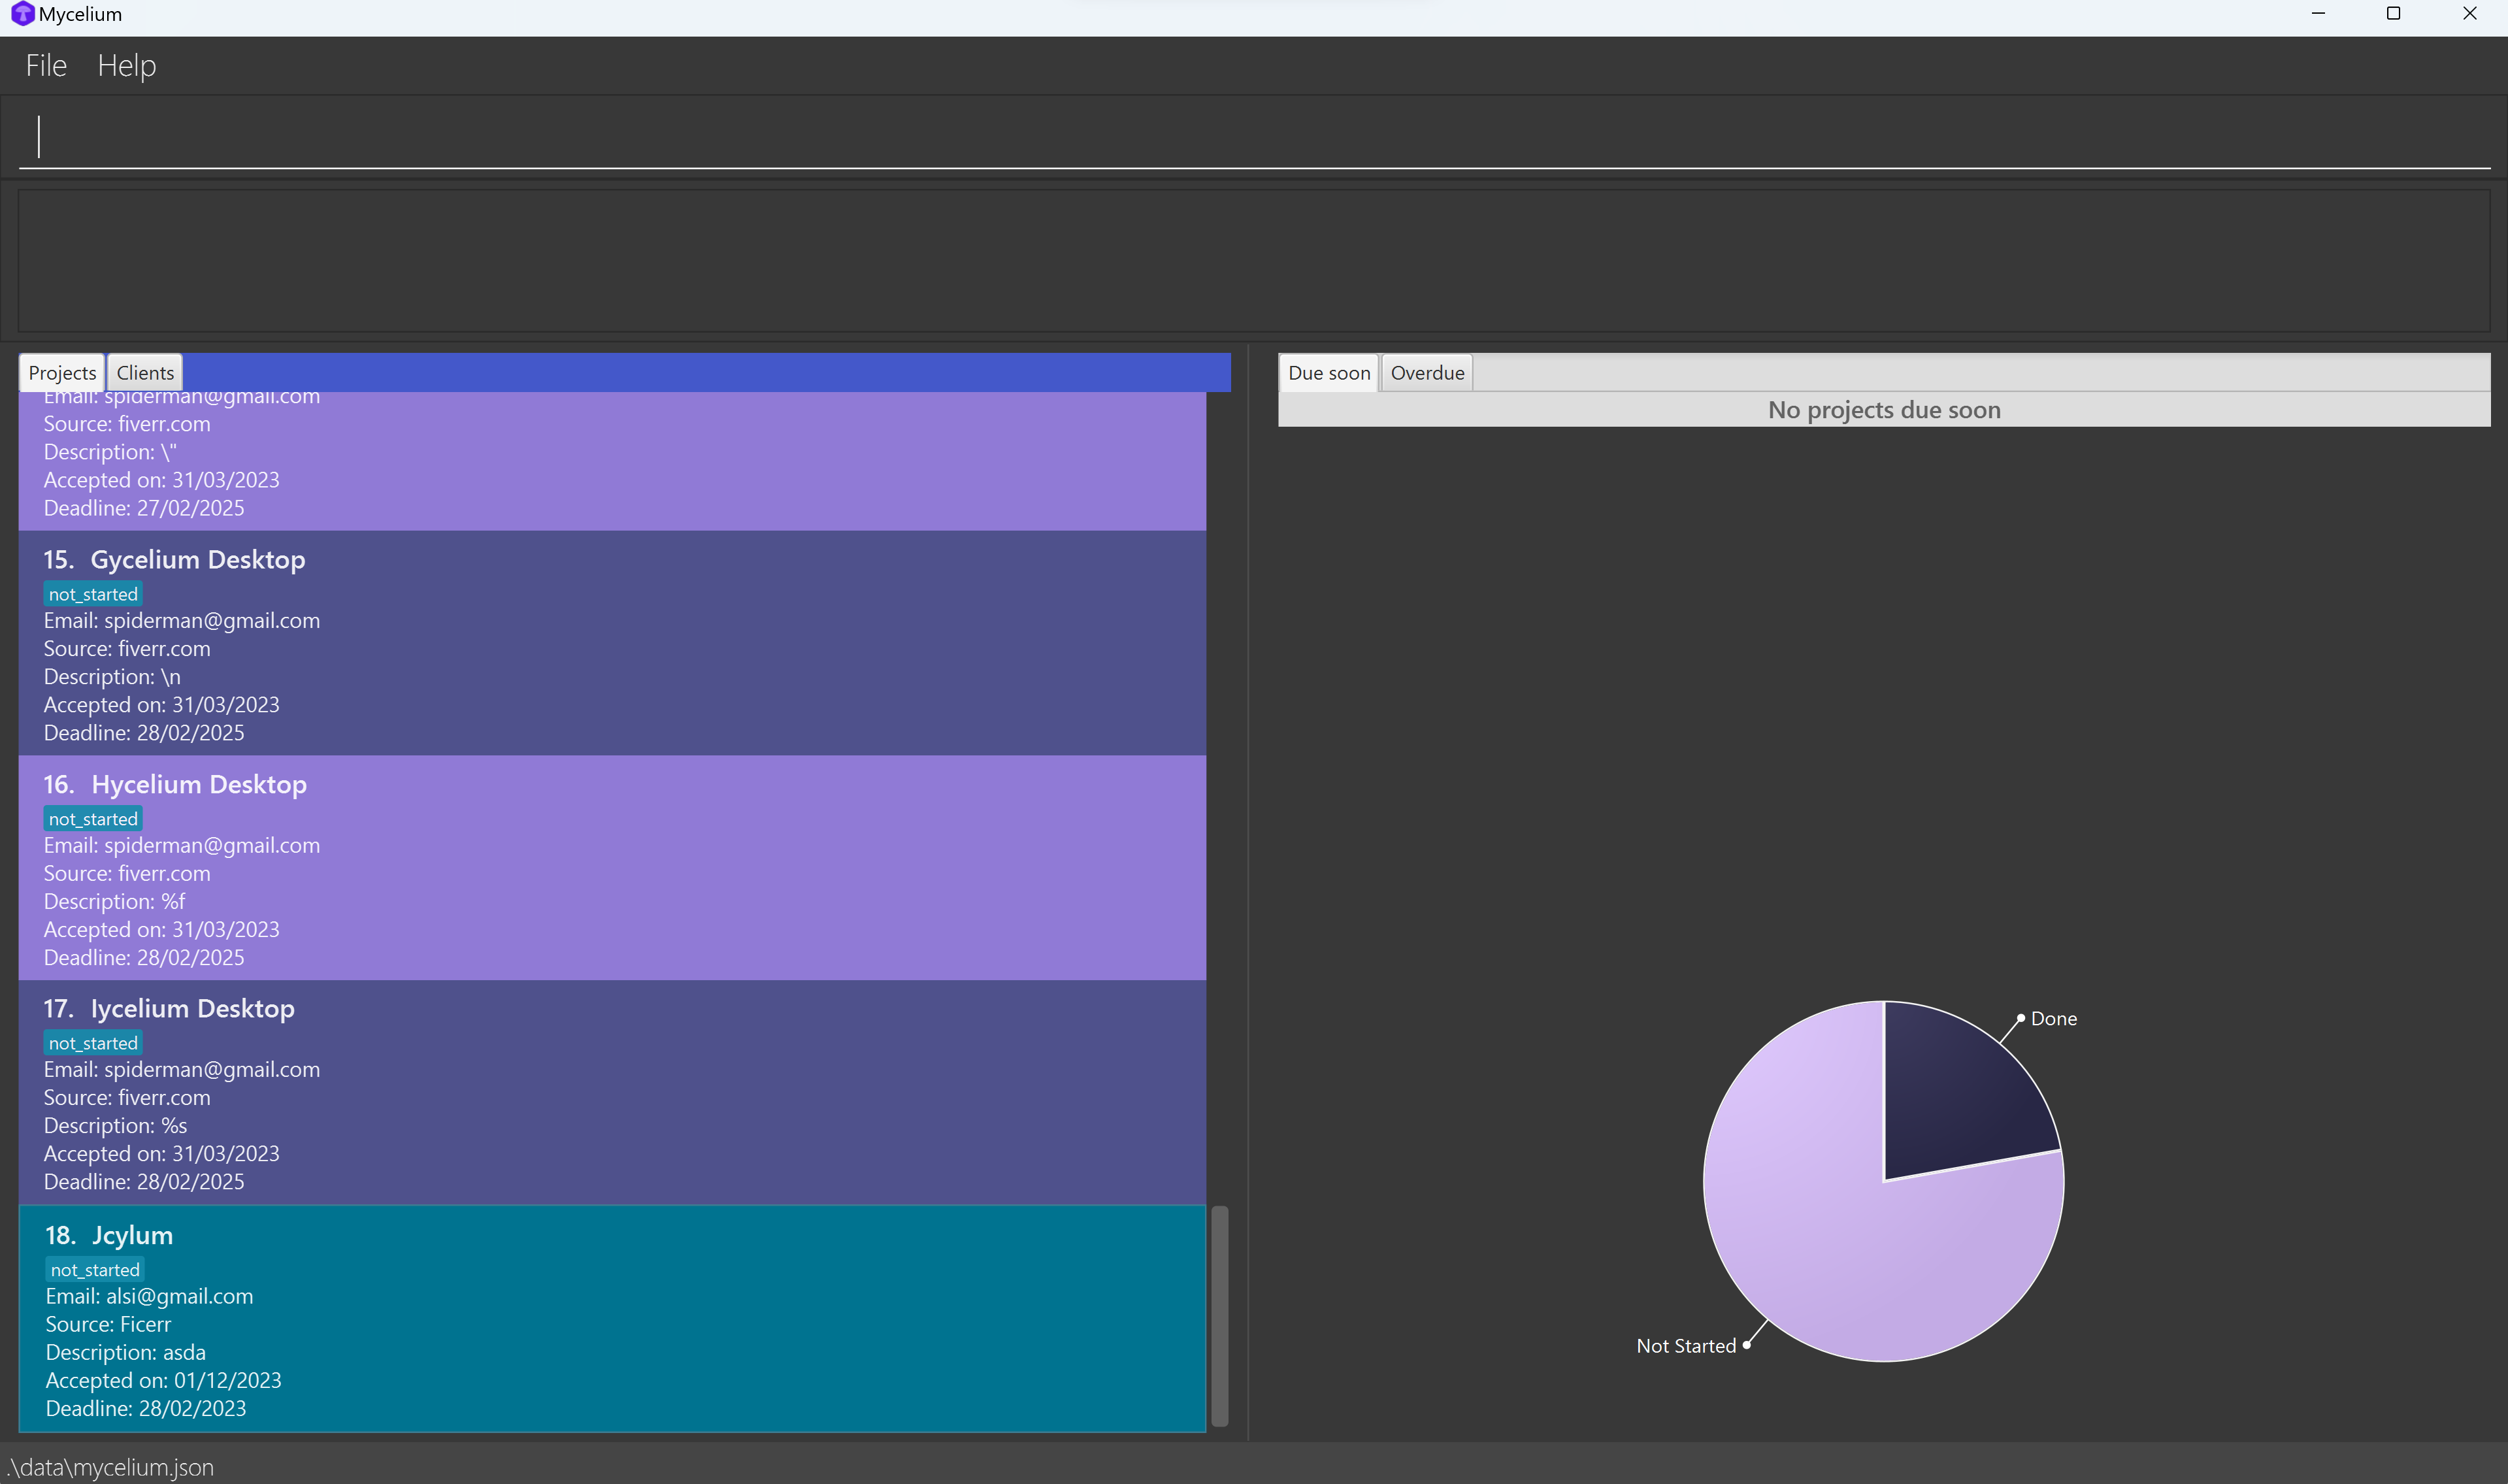 Mycelium
File Help
Projects Clients
Email: spiderman@gmail.com
Source: fiverr.com
Description: \"
Accepted on: 31/03/2023
Deadline: 27/02/2025
15. Gycelium Desktop
not_started
Email: spiderman@gmail.com
Source: fiverr.com
Description: \n
Accepted on: 31/03/2023
Deadline: 28/02/2025
16. Hycelium Desktop
not_started
Email: spiderman@gmail.com
Source: fiverr.com
Description: %f
Accepted on: 31/03/2023
Deadline: 28/02/2025
17. Iycelium Desktop
not_started
Email: spiderman@gmail.com
Source: fiverr.com
Description: %s
Accepted on: 31/03/2023
Deadline: 28/02/2025
18. Jcylum
not_started
Email: alsi@gmail.com
Source: Ficerr
Description: asda
Accepted on: 01/12/2023
Deadline: 28/02/2023
Due soon Overdue
No projects due soon
Done
Not Started
.\data\mycelium.json